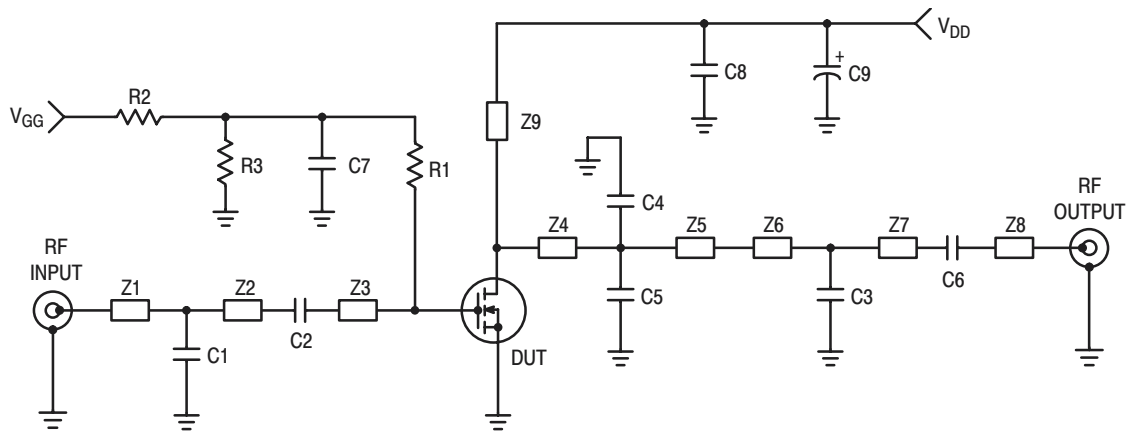 V_DD
C8
+
C9
R2
V_GG
Z9
R3
C7
R1
C4
RF
OUTPUT
Z4
Z5
Z6
Z7
Z8
C6
RF
INPUT
Z1
Z2
Z3
C5
C3
C2
C1
DUT